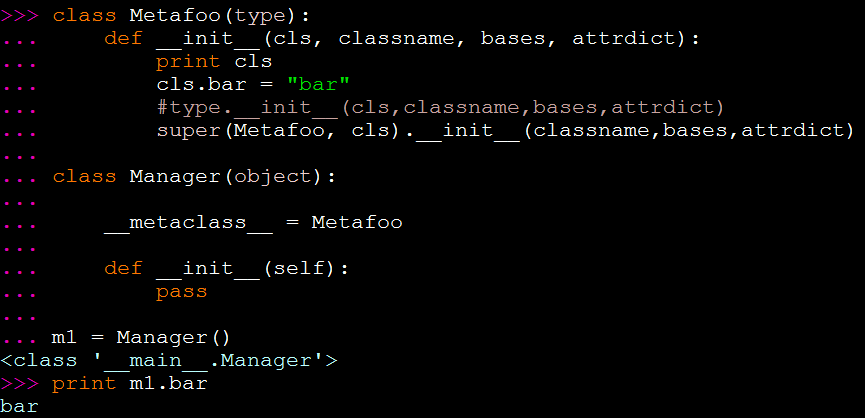 >>> class Metafoo(type):
...     def __init__(cls, classname, bases, attrdict):
...         print cls
...         cls.bar = "bar"
...         #type.__init__(cls,classname,bases,attrdict)
...         super(Metafoo, cls).__init__(classname,bases,attrdict)
...
... class Manager(object):
...
...     __metaclass__ = Metafoo
...
...     def __init__(self):
...         pass
...
... m1 = Manager()
<class '__main__.Manager'>
>>> print m1.bar
bar